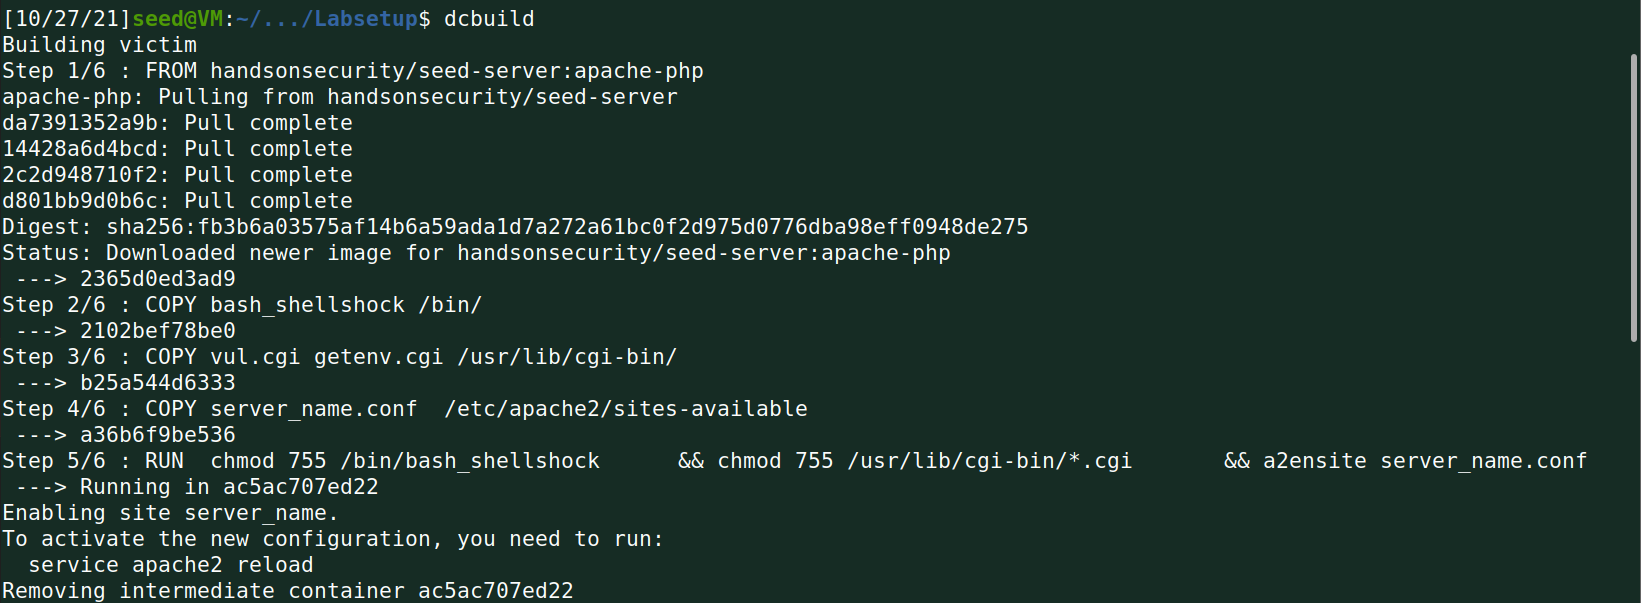 [10/27/21]seed@VM:~/.../Labsetup$ dcbuild
Building victim
Step 1/6 : FROM handsonsecurity/seed-server:apache-php
apache-php: Pulling from handsonsecurity/seed-server
da7391352a9b: Pull complete
14428a6d4bcd: Pull complete
2c2d948710f2: Pull complete
d801bb9d0b6c: Pull complete
Digest: sha256:fb3b6a03575af14b6a59ada1d7a272a61bc0f2d975d0776dba98eff0948de275
Status: Downloaded newer image for handsonsecurity/seed-server:apache-php
 ---> 2365d0ed3ad9
Step 2/6 : COPY bash_shellshock /bin/
 ---> 2102bef78be0
Step 3/6 : COPY vul.cgi getenv.cgi /usr/lib/cgi-bin/
 ---> b25a544d6333
Step 4/6 : COPY server_name.conf  /etc/apache2/sites-available
 ---> a36b6f9be536
Step 5/6 : RUN  chmod 755 /bin/bash_shellshock      && chmod 755 /usr/lib/cgi-bin/*.cgi       && a2ensite server_name.conf
 ---> Running in ac5ac707ed22
Enabling site server_name.
To activate the new configuration, you need to run:
  service apache2 reload
Removing intermediate container ac5ac707ed22